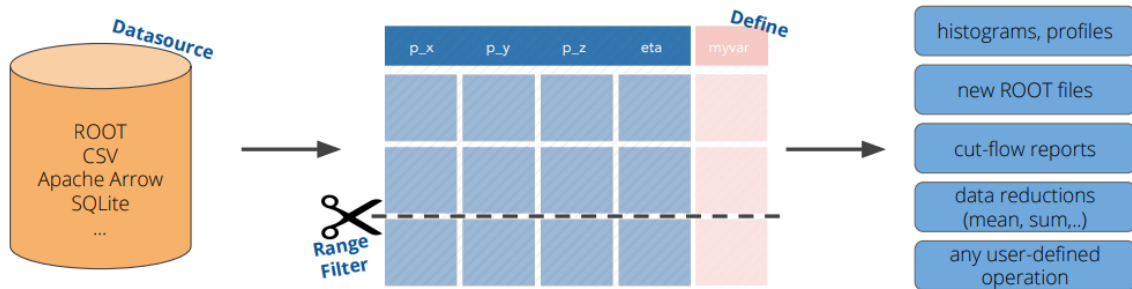 Datasource
ROOT
CSV
Apache Arrow
SQLite
...
Define
p_x p_y p_z eta myvar
Range
Filter
histograms, profiles
new ROOT files
cut-flow reports
data reductions
(mean, sum,..)
any user-defined
operation